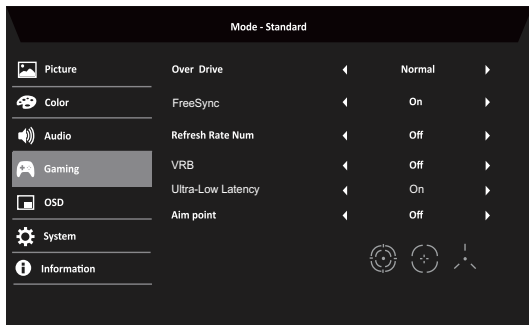 Mode - Standard
Picture
Color
Audio
Gaming
OSD
System
Information
Over Drive Normal
FreeSync On
Refresh Rate Num Off
VRB Off
Ultra-Low Latency On
Aim point Off